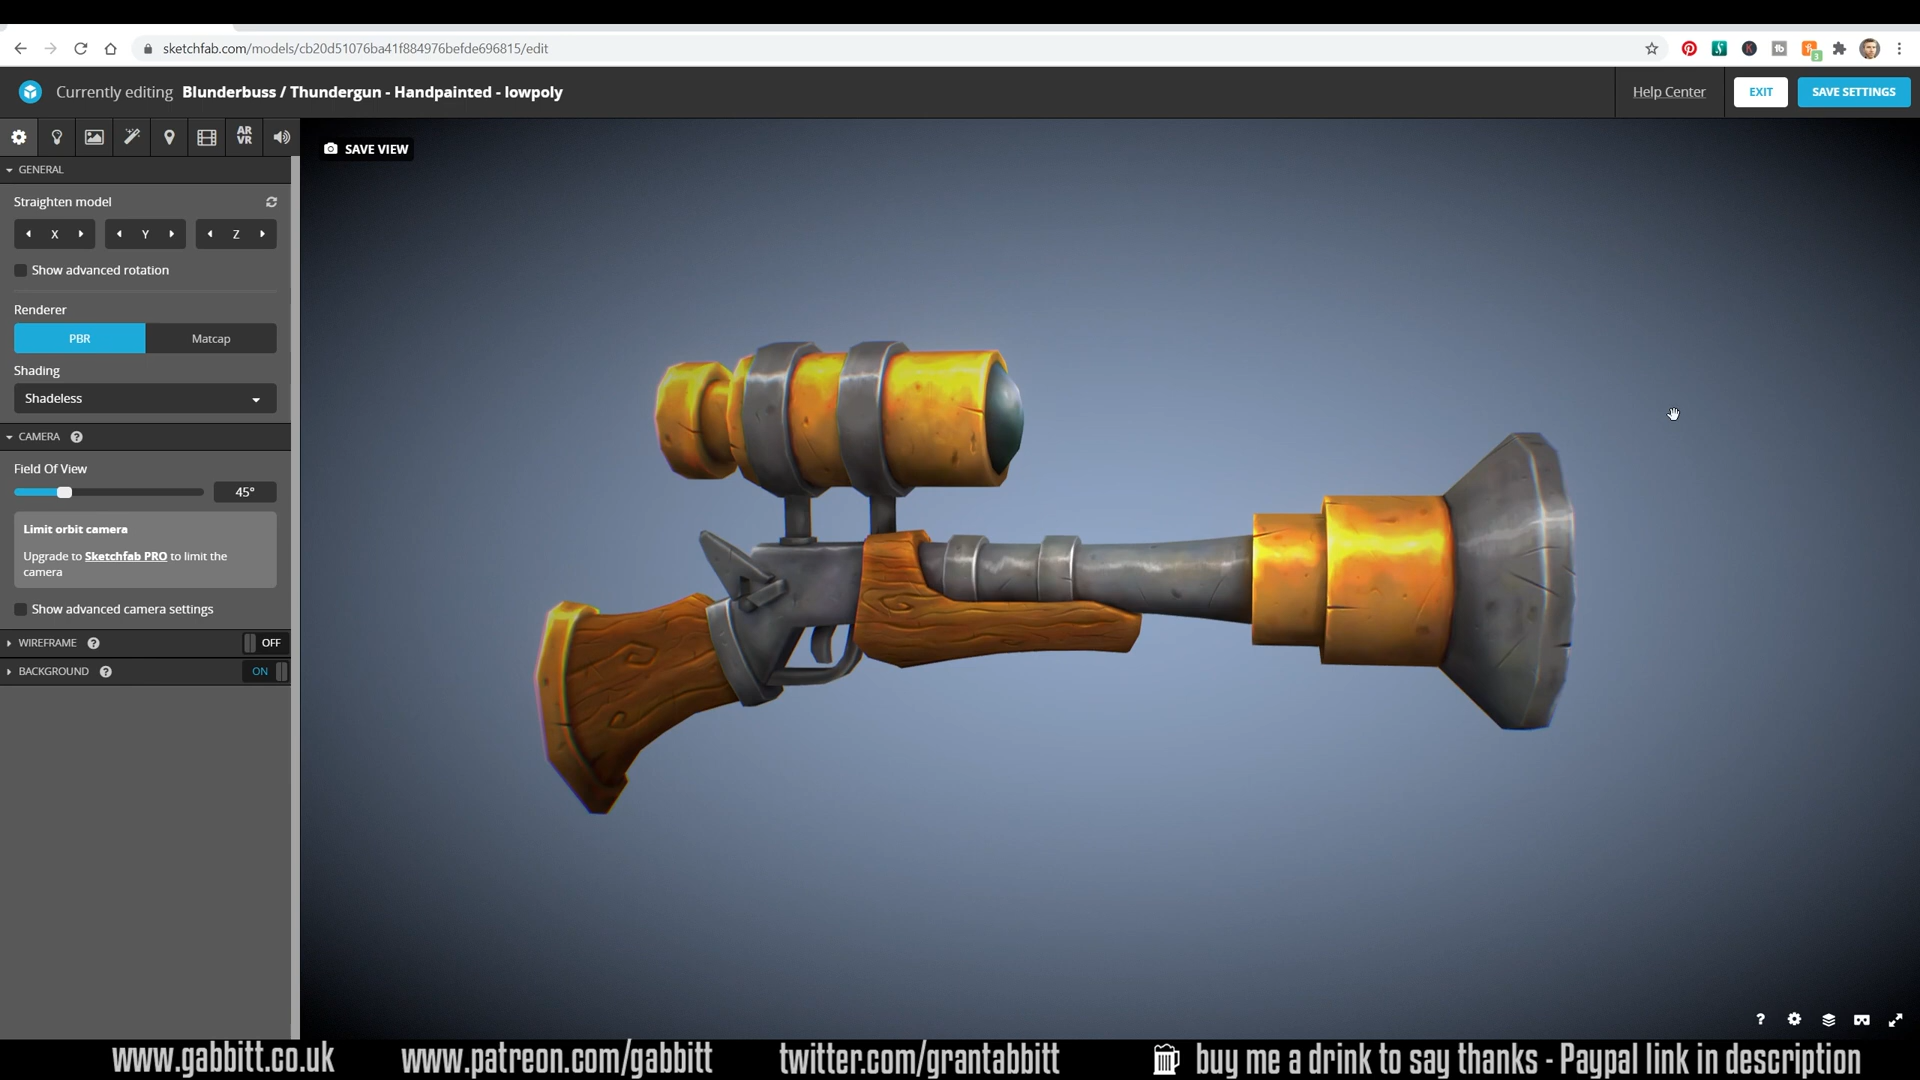 sketchfab.com/models/cb20d51076ba41f884976befde696815/edit
3
Currently editing Blunderbuss / Thundergun - Handpainted - lowpoly
Help Center
EXIT
SAVE SETTINGS
AR
VR
SAVE VIEW
GENERAL
Straighten model
X
Y
Z
Show advanced rotation
Renderer
PBR
Matcap
Shading
Shadeless
CAMERA ?
Field Of View
45°
Limit orbit camera
Upgrade to Sketchfab PRO to limit the
camera
Show advanced camera settings
WIREFRAME ? OFF
BACKGROUND ? ON
?
www.gabbitt.co.uk
www.patreon.com/gabbitt
twitter.com/grantabbitt
buy me a drink to say thanks - Paypal link in description